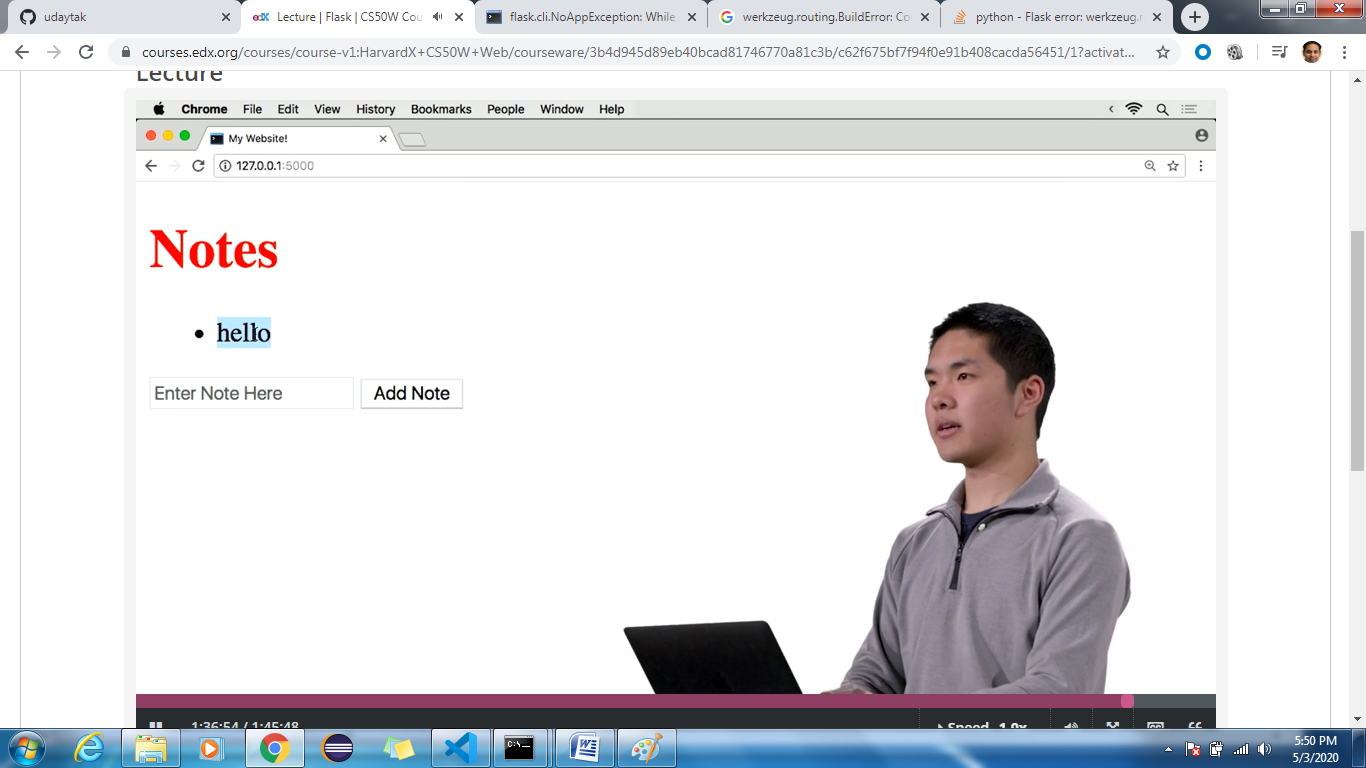 udaytak
edX Lecture | Flask | CS50W Cou
flask.cli.NoAppException: While
werkzeug.routing.BuildError: Co
python - Flask error: werkzeug.r
courses.edx.org/courses/course-v1:HarvardX+CS50W+Web/courseware/3b4d945d89eb40bcad81746770a81c3b/c62f675bf7f94f0e91b408cacda56451/1?activat...
Lecture
Chrome File Edit View History Bookmarks People Window Help
My Website!
127.0.0.1:5000
Notes
hello
Enter Note Here
Add Note
1:36:54 / 1:45:48
Speed 1.0x
5:50 PM
5/3/2020